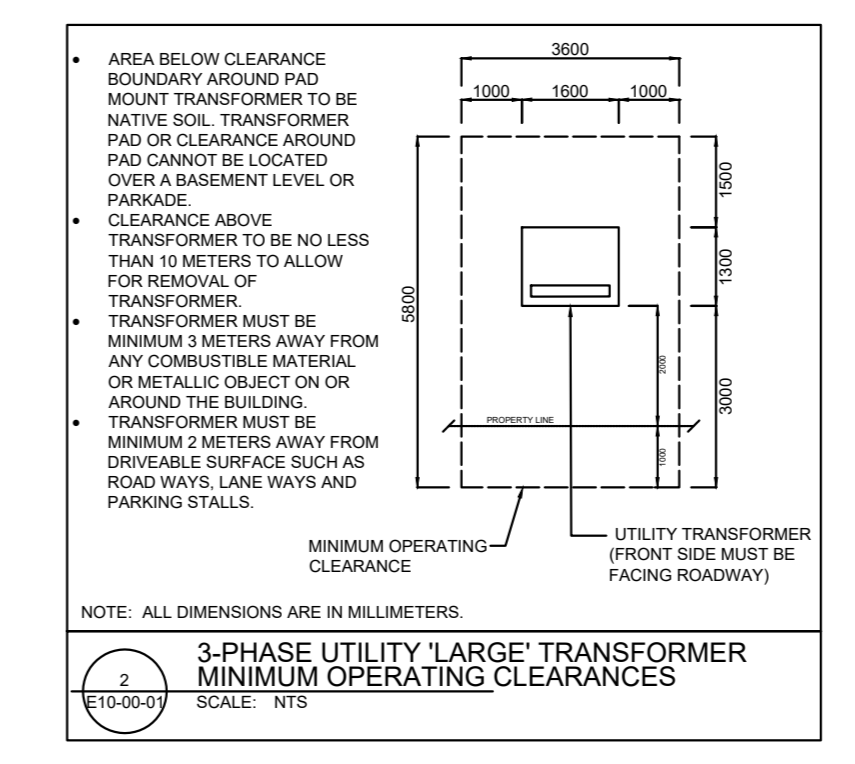 • AREA BELOW CLEARANCE
BOUNDARY AROUND PAD
MOUNT TRANSFORMER TO BE
NATIVE SOIL. TRANSFORMER
PAD OR CLEARANCE AROUND
PAD CANNOT BE LOCATED
OVER A BASEMENT LEVEL OR
PARKADE.
• CLEARANCE ABOVE
TRANSFORMER TO BE NO LESS
THAN 10 METERS TO ALLOW
FOR REMOVAL OF
TRANSFORMER.
• TRANSFORMER MUST BE
MINIMUM 3 METERS AWAY FROM
ANY COMBUSTIBLE MATERIAL
OR METALLIC OBJECT ON OR
AROUND THE BUILDING.
• TRANSFORMER MUST BE
MINIMUM 2 METERS AWAY FROM
DRIVEABLE SURFACE SUCH AS
ROAD WAYS, LANE WAYS AND
PARKING STALLS.
3600
1000 1600 1000
1500
1300
5800
2000
3000
PROPERTY LINE
1000
MINIMUM OPERATING
CLEARANCE
UTILITY TRANSFORMER
(FRONT SIDE MUST BE
FACING ROADWAY)
NOTE: ALL DIMENSIONS ARE IN MILLIMETERS.
2
E10-00-01
3-PHASE UTILITY 'LARGE' TRANSFORMER
MINIMUM OPERATING CLEARANCES
SCALE: NTS